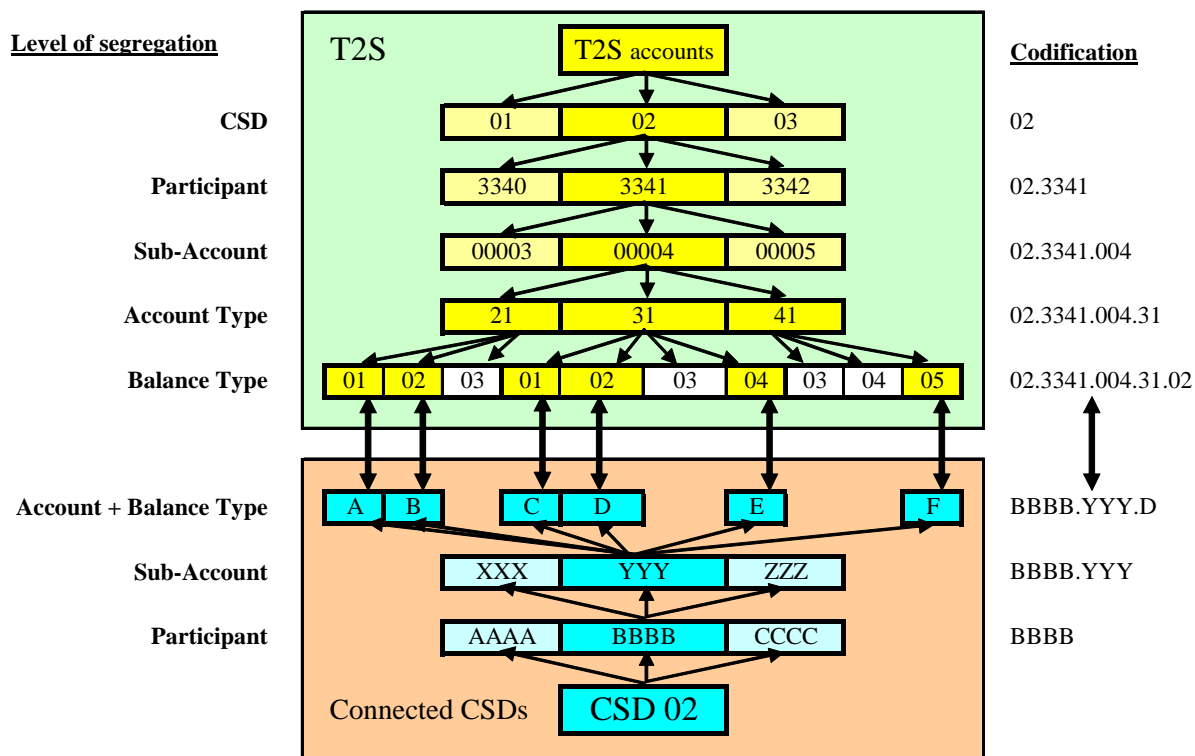 Level of segregation
T2S
T2S accounts
Codification
CSD
01 02 03
02
Participant
3340 3341 3342
02.3341
Sub-Account
00003 00004 00005
02.3341.004
Account Type
21 31 41
02.3341.004.31
Balance Type
01 02 03 01 02 03 04 03 04 05
02.3341.004.31.02
Account + Balance Type
A B C D E F
BBBB.YYY.D
Sub-Account
XXX YYY ZZZ
BBBB.YYY
Participant
AAAA BBBB CCCC
BBBB
Connected CSDs
CSD 02